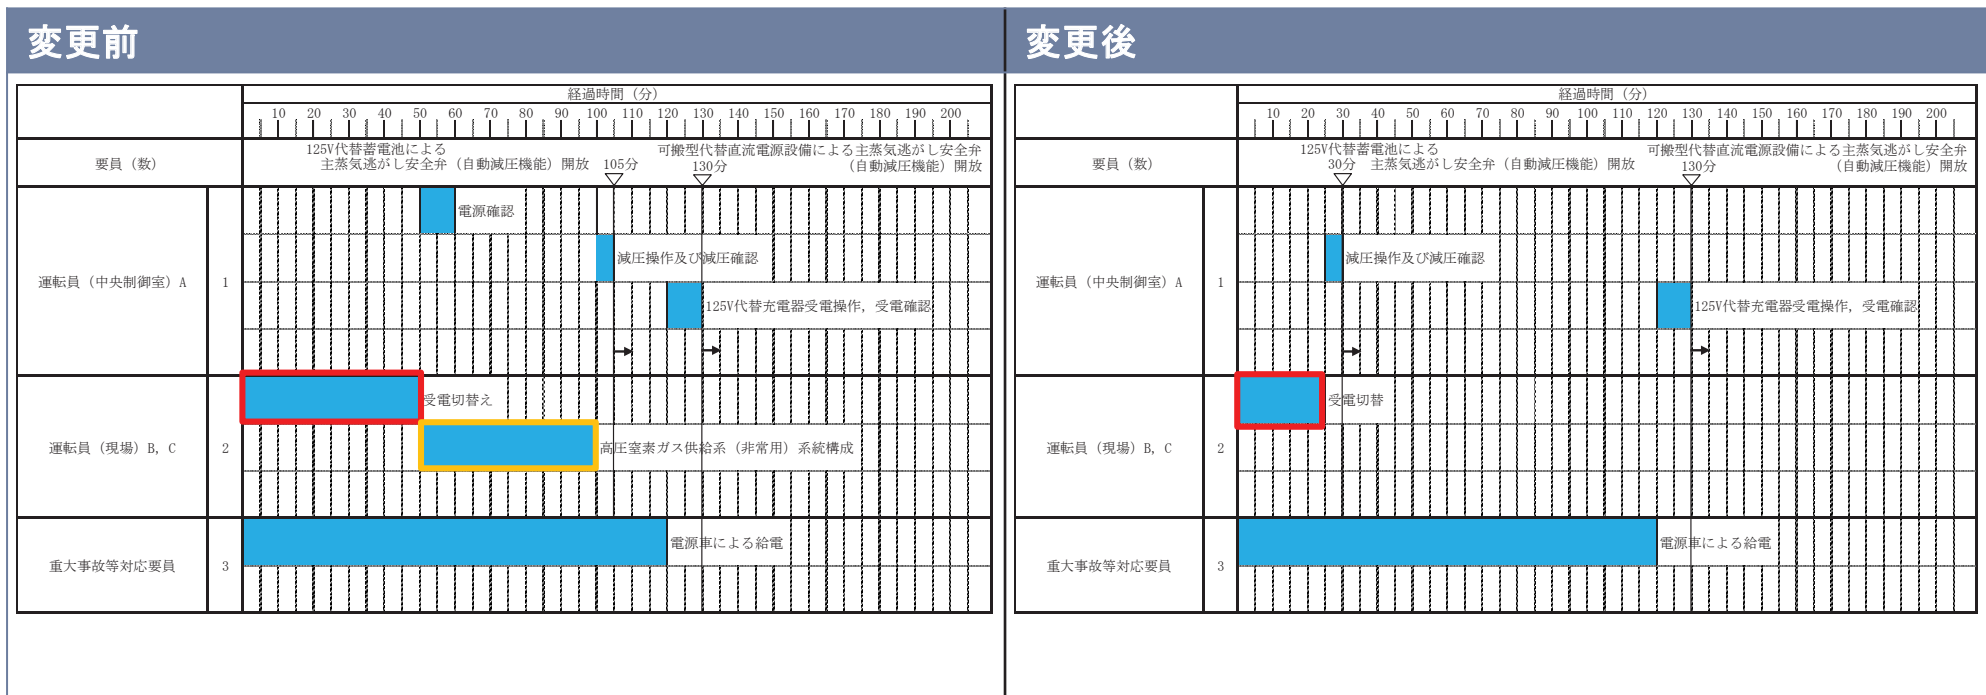 変更前
経過時間（分）
10 20 30 40 50 60 70 80 90 100 110 120 130 140 150 160 170 180 190 200
要員（数）
125V代替蓄電池による
主蒸気逃がし安全弁（自動減圧機能）開放
105分
可搬型代替直流電源設備による主蒸気逃がし安全弁
130分
（自動減圧機能）開放
運転員（中央制御室）A
1
電源確認
減圧操作及び減圧確認
125V代替充電器受電操作，受電確認
運転員（現場）B，C
2
受電切替え
高圧窒素ガス供給系（非常用）系統構成
重大事故等対応要員
3
電源車による給電
変更後
経過時間（分）
10 20 30 40 50 60 70 80 90 100 110 120 130 140 150 160 170 180 190 200
要員（数）
125V代替蓄電池による
30分
主蒸気逃がし安全弁（自動減圧機能）開放
可搬型代替直流電源設備による主蒸気逃がし安全弁
130分
（自動減圧機能）開放
運転員（中央制御室）A
1
減圧操作及び減圧確認
125V代替充電器受電操作，受電確認
運転員（現場）B，C
2
受電切替
重大事故等対応要員
3
電源車による給電